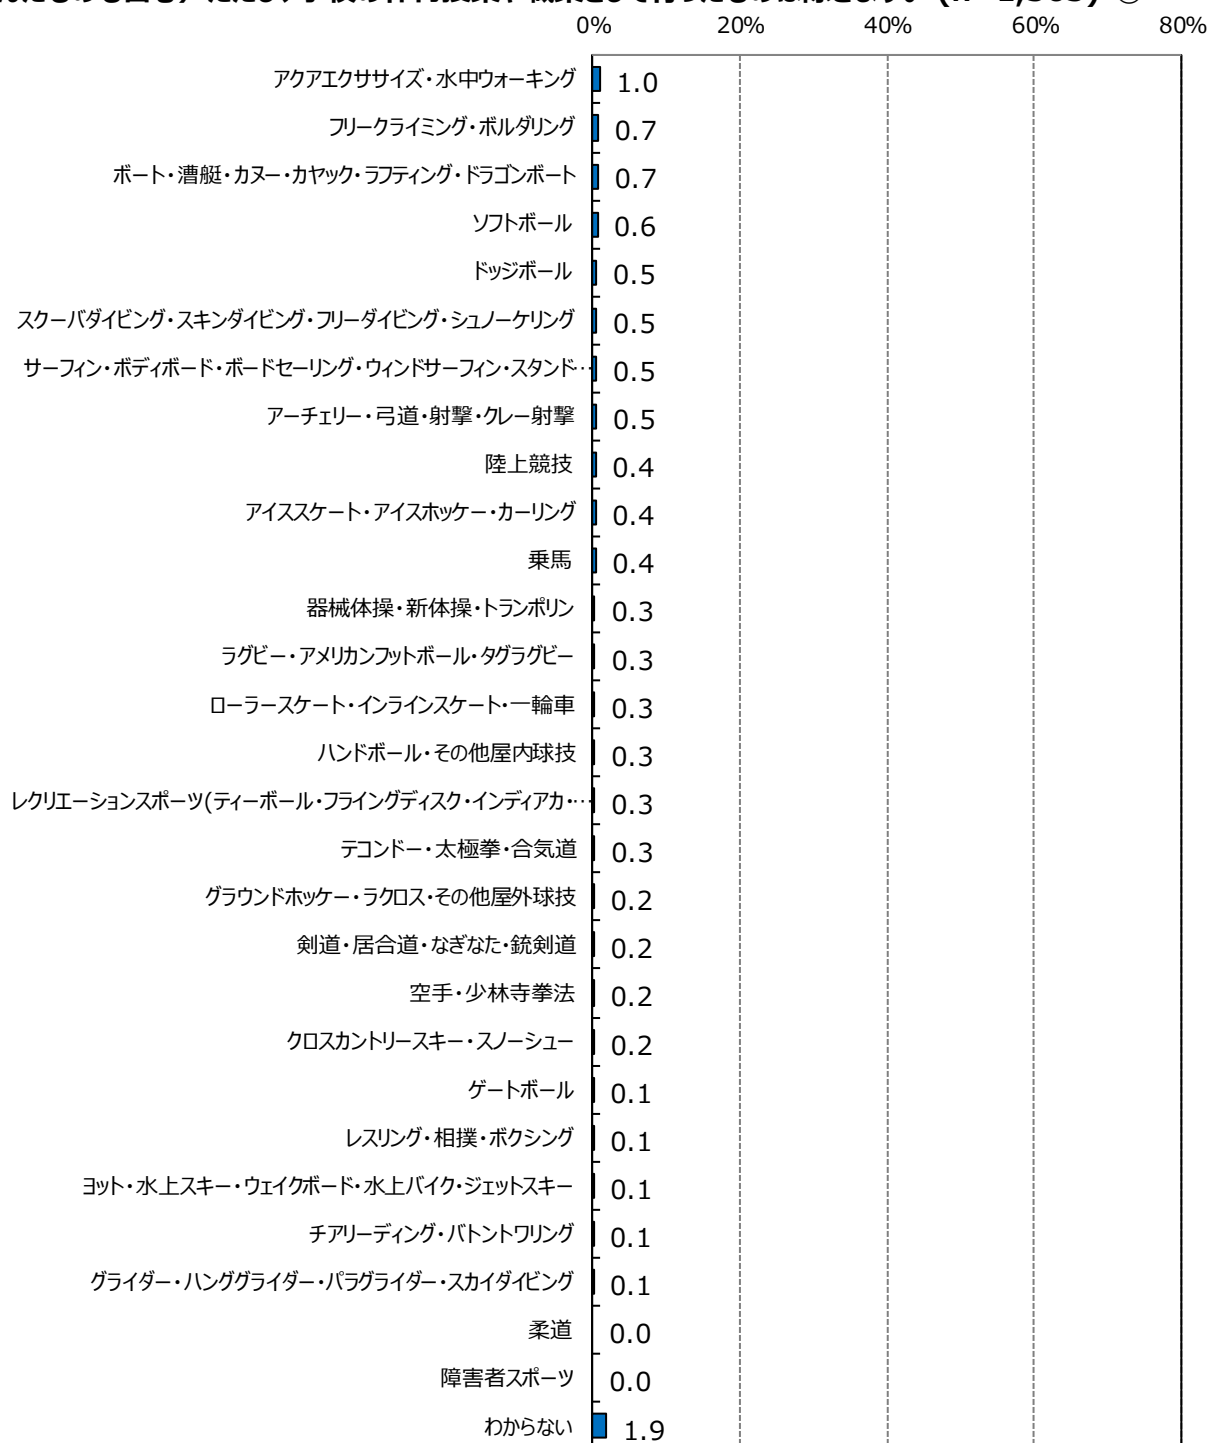 0% 20% 40% 60% 80%
アクアエクササイズ・水中ウォーキング 1.0
フリークライミング・ボルダリング 0.7
ボート・漕艇・カヌー・カヤック・ラフティング・ドラゴンボート 0.7
ソフトボール 0.6
ドッジボール 0.5
スクーバダイビング・スキンダイビング・フリーダイビング・シュノーケリング 0.5
サーフィン・ボディボード・ボードセーリング・ウィンドサーフィン・スタンド… 0.5
アーチェリー・弓道・射撃・クレー射撃 0.5
陸上競技 0.4
アイススケート・アイスホッケー・カーリング 0.4
乗馬 0.4
器械体操・新体操・トランポリン 0.3
ラグビー・アメリカンフットボール・タグラグビー 0.3
ローラースケート・インラインスケート・一輪車 0.3
ハンドボール・その他屋内球技 0.3
レクリエーションスポーツ(ティーボール・フライングディスク・インディアカ・… 0.3
テコンドー・太極拳・合気道 0.3
グラウンドホッケー・ラクロス・その他屋外球技 0.2
剣道・居合道・なぎなた・銃剣道 0.2
空手・少林寺拳法 0.2
クロスカントリースキー・スノーシュー 0.2
ゲートボール 0.1
レスリング・相撲・ボクシング 0.1
ヨット・水上スキー・ウェイクボード・水上バイク・ジェットスキー 0.1
チアリーディング・バトントワリング 0.1
グライダー・ハンググライダー・パラグライダー・スカイダイビング 0.1
柔道 0.0
障害者スポーツ 0.0
わからない 1.9